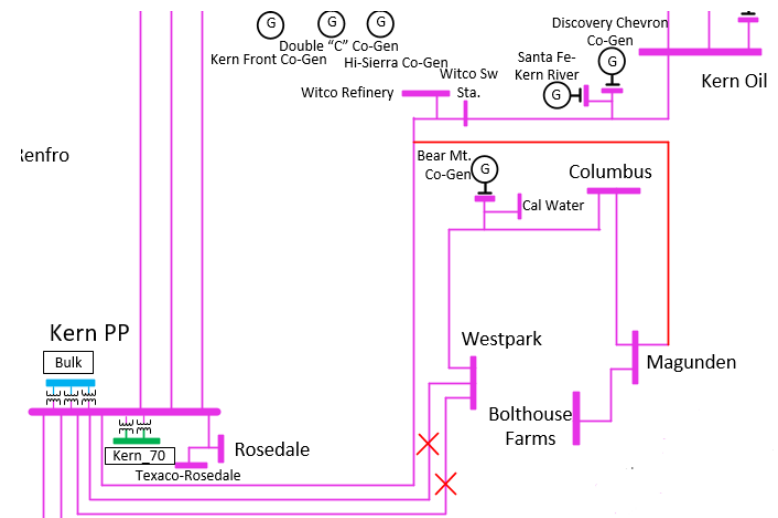 Discovery Chevron
Co-Gen
G
G
G
Double "C" Co-Gen
Kern Front Co-Gen
Hi-Sierra Co-Gen
Santa Fe-
Kern River
G
G
Kern Oil
Witco Refinery
Witco Sw
Sta.
Bear Mt.
Co-Gen
G
Columbus
Cal Water
Kern PP
Bulk
Westpark
Magunden
Bolthouse
Farms
Kern_70
Rosedale
Texaco-Rosedale